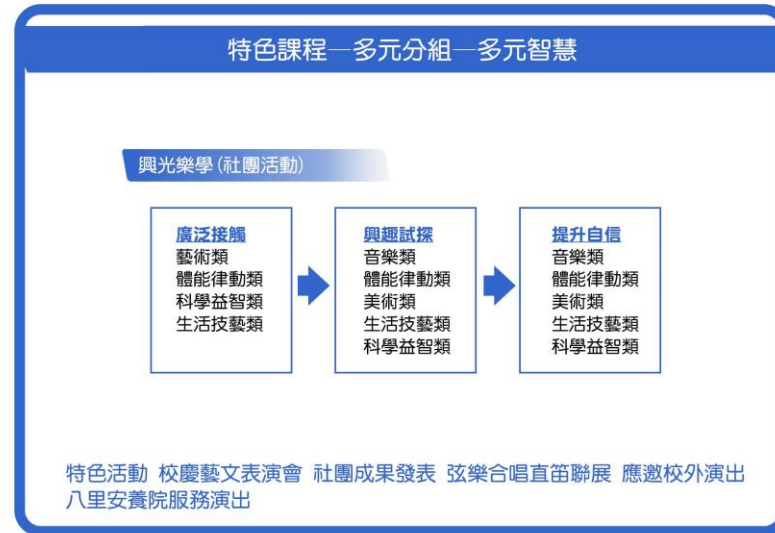 特色課程—多元分組—多元智慧
興光樂學(社團活動)
廣泛接觸
藝術類
體能律動類
科學益智類
生活技藝類
興趣試探
音樂類
體能律動類
美術類
生活技藝類
科學益智類
提升自信
音樂類
體能律動類
美術類
生活技藝類
科學益智類
特色活動 校慶藝文表演會 社團成果發表 弦樂合唱直笛聯展 應邀校外演出
八里安養院服務演出